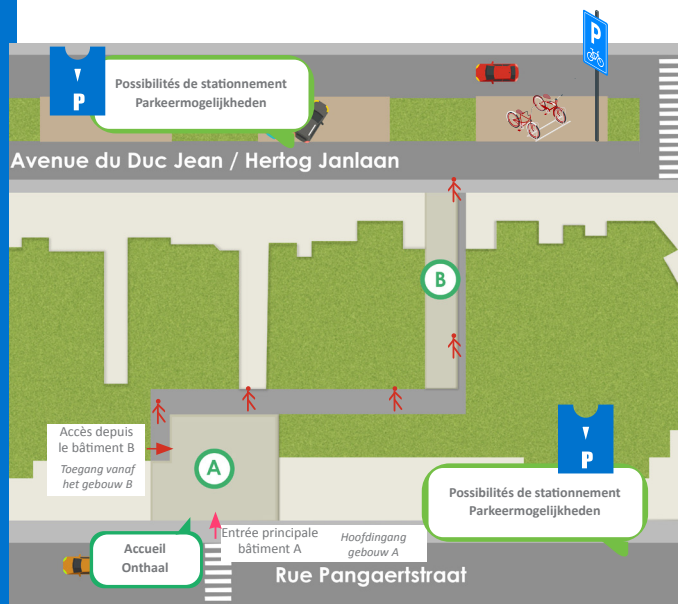 P
P
Possibilités de stationnement
Parkeermogelijkheden
Avenue du Duc Jean / Hertog Janlaan
B
Accès depuis
le bâtiment B
Toegang vanaf
het gebouw B
A
P
Possibilités de stationnement
Parkeermogelijkheden
Entrée principale
bâtiment A
Hoofdingang
gebouw A
Accueil
Onthaal
Rue Pangaertstraat